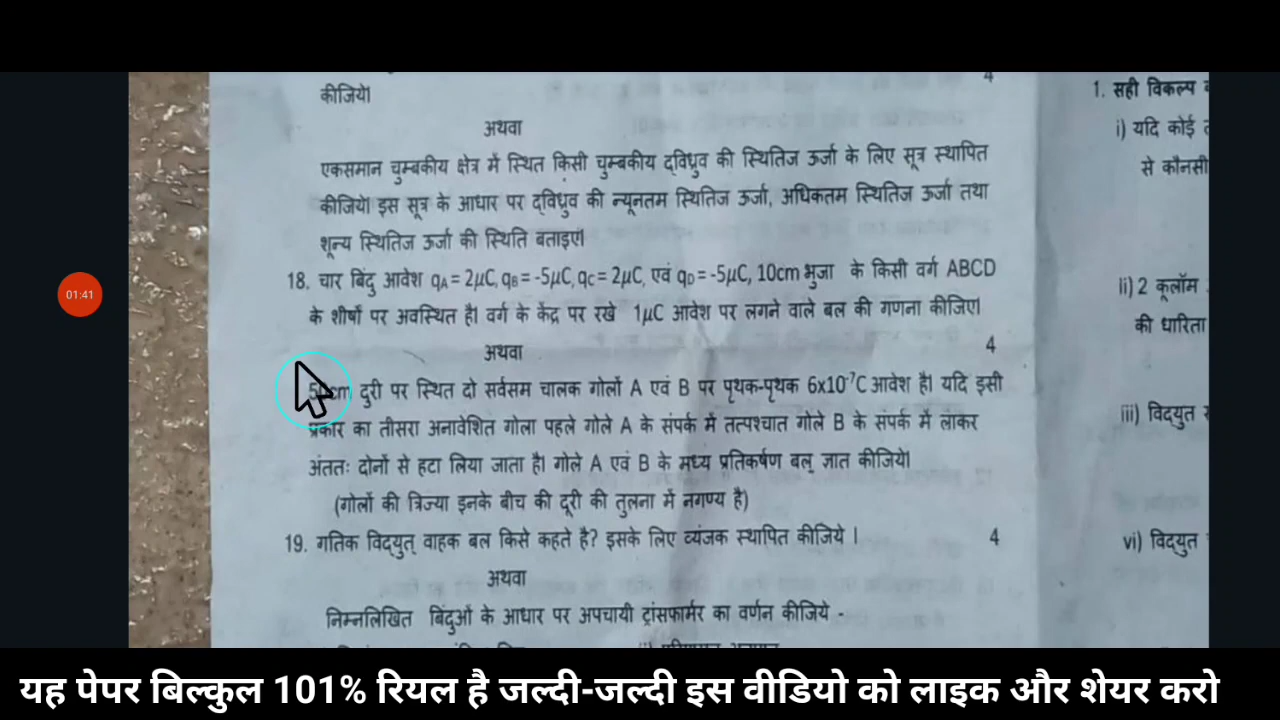 4
कीजिये।
अथवा
एकसमान चुम्बकीय क्षेत्र में स्थित किसी चुम्बकीय द्विध्रुव की स्थितिज ऊर्जा के लिए सूत्र स्थापित
कीजिये। इस सूत्र के आधार पर द्विध्रुव की न्यूनतम स्थितिज ऊर्जा, अधिकतम स्थितिज ऊर्जा तथा
शून्य स्थितिज ऊर्जा की स्थिति बताइए।
18. चार बिंदु आवेश qA = 2μC, qB = -5μC, qC = 2μC, एवं qD = -5μC, 10cm भुजा के किसी वर्ग ABCD
के शीर्षों पर अवस्थित है। वर्ग के केंद्र पर रखे 1μC आवेश पर लगने वाले बल की गणना कीजिए।
4
अथवा
दुरी पर स्थित दो सर्वसम चालक गोलों A एवं B पर पृथक-पृथक 6x10⁻⁷C आवेश है। यदि इसी
प्रकार का तीसरा अनावेशित गोला पहले गोले A के संपर्क में तत्पश्चात गोले B के संपर्क में लाकर
अंततः दोनों से हटा लिया जाता है। गोले A एवं B के मध्य प्रतिकर्षण बल ज्ञात कीजिये।
(गोलों की त्रिज्या इनके बीच की दूरी की तुलना में नगण्य है)
19. गतिक विद्युत् वाहक बल किसे कहते है? इसके लिए व्यंजक स्थापित कीजिये । 4
अथवा
निम्नलिखित बिंदुओं के आधार पर अपचायी ट्रांसफार्मर का वर्णन कीजिये -
1. सही विकल्प
i) यदि कोई
से कौनसी
ii) 2 कूलॉम
की धारिता
iii) विद्युत
vi) विद्युत
01:41
यह पेपर बिल्कुल 101% रियल है जल्दी-जल्दी इस वीडियो को लाइक और शेयर करो